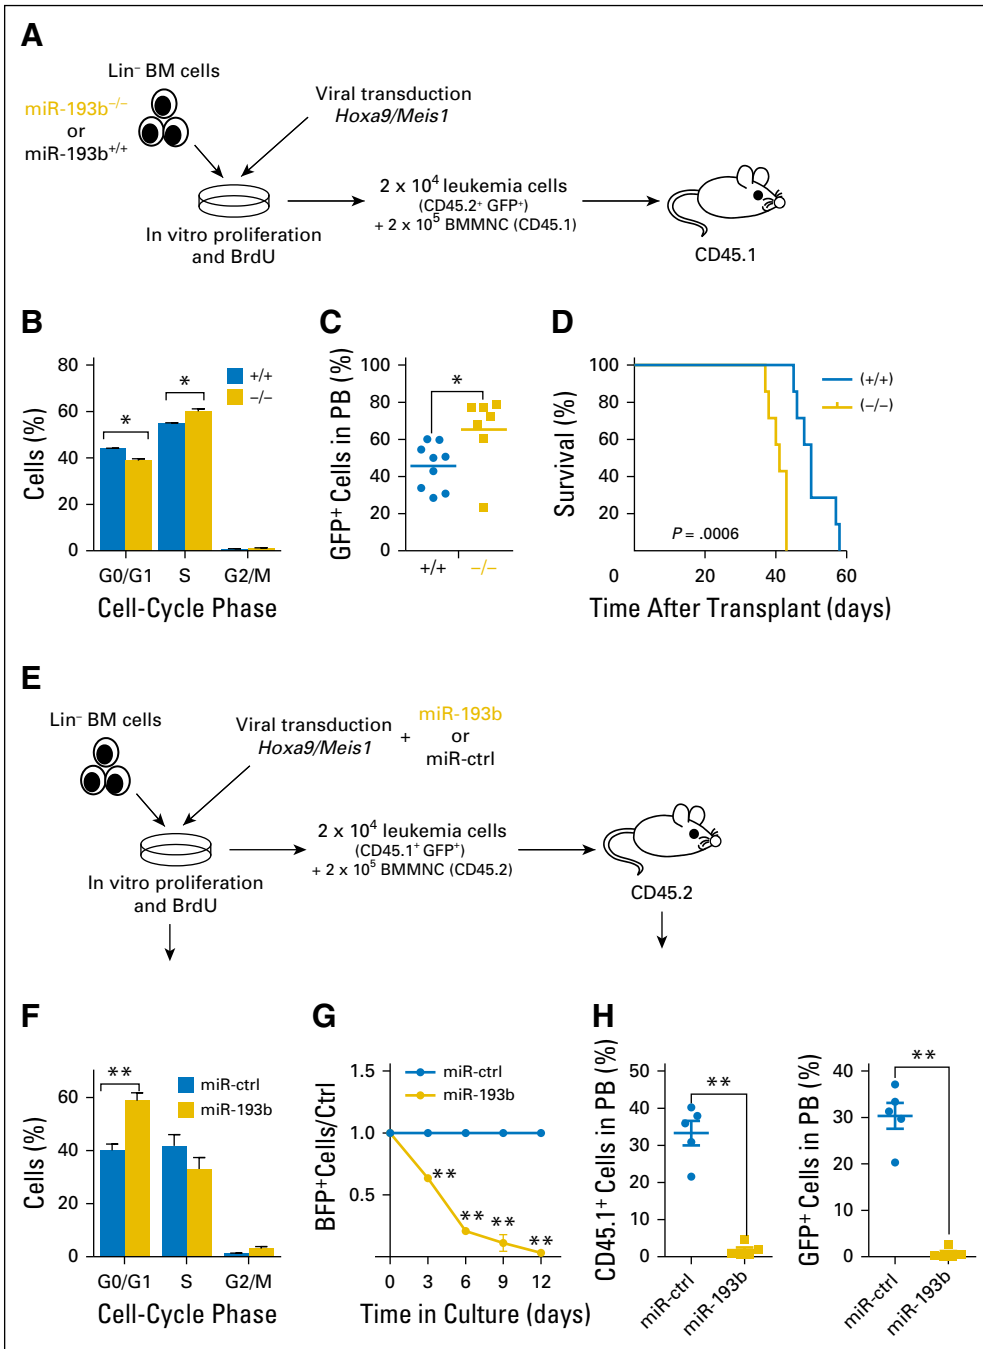 A
Lin⁻ BM cells
miR-193b⁻/⁻
or
miR-193b⁺/⁺
Viral transduction
Hoxa9/Meis1
In vitro proliferation
and BrdU
2 x 10⁴ leukemia cells
(CD45.2⁺ GFP⁺)
+ 2 x 10⁵ BMMNC (CD45.1)
CD45.1
B
Cells (%)
80
60
40
20
0
*
*
+/+
−/−
G0/G1 S G2/M
Cell-Cycle Phase
C
GFP⁺ Cells in PB (%)
100
80
60
40
20
0
*
+/+ −/−
D
Survival (%)
100
80
60
40
20
(+/+)
(−/−)
P = .0006
0 20 40 60
Time After Transplant (days)
E
Lin⁻ BM cells
Viral transduction
Hoxa9/Meis1
+
miR-193b
or
miR-ctrl
In vitro proliferation
and BrdU
2 x 10⁴ leukemia cells
(CD45.1⁺ GFP⁺)
+ 2 x 10⁵ BMMNC (CD45.2)
CD45.2
F
Cells (%)
60
40
20
0
**
miR-ctrl
miR-193b
G0/G1 S G2/M
Cell-Cycle Phase
G
BFP⁺Cells/Ctrl
1.5
1.0
0.5
miR-ctrl
miR-193b
**
**
**
**
0 3 6 9 12
Time in Culture (days)
H
CD45.1⁺ Cells in PB (%)
50
40
30
20
10
0
**
miR-ctrl
miR-193b
GFP⁺ Cells in PB (%)
40
30
20
10
0
**
miR-ctrl
miR-193b